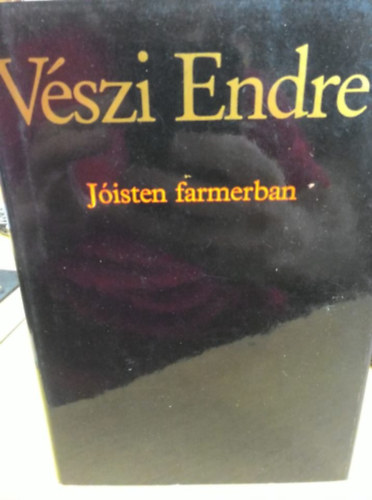 Vészi Endre
Jóisten farmerban